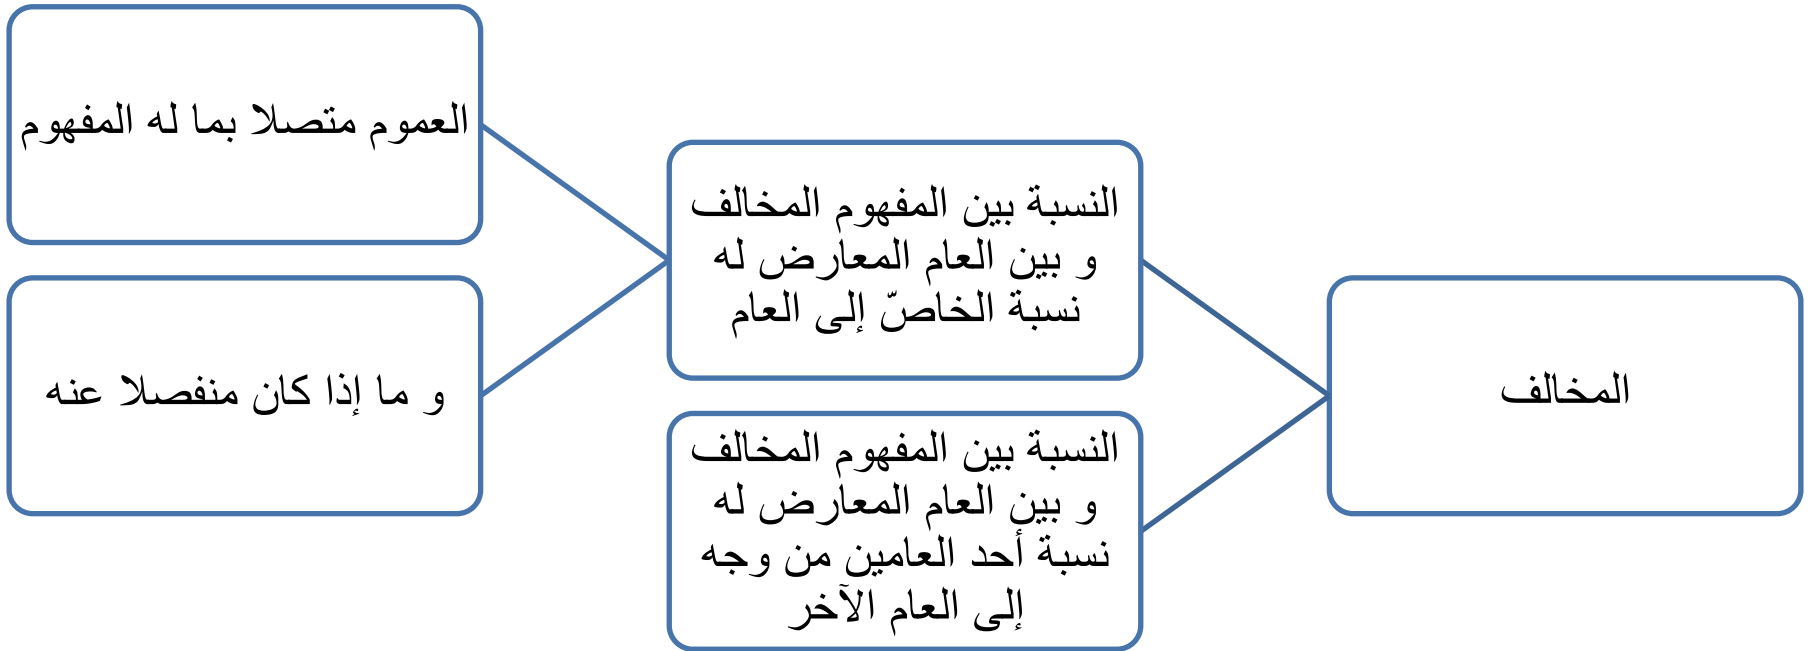 المخالف
النسبة بين المفهوم المخالف
و بين العام المعارض له
نسبة الخاصّ إلى العام
النسبة بين المفهوم المخالف
و بين العام المعارض له
نسبة أحد العامين من وجه
إلى العام الآخر
العموم متصلا بما له المفهوم
و ما إذا كان منفصلا عنه